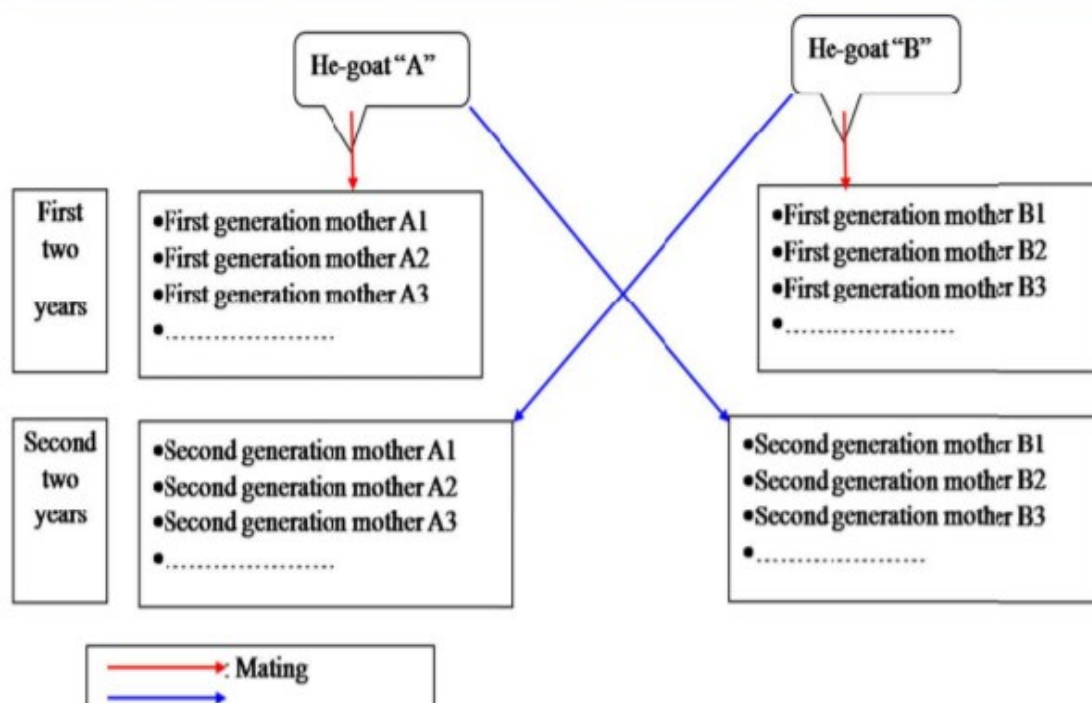 He-goat “A”
He-goat “B”
First
two
years
•First generation mother A1
•First generation mother A2
•First generation mother A3
•........................
•First generation mother B1
•First generation mother B2
•First generation mother B3
•........................
Second
two
years
•Second generation mother A1
•Second generation mother A2
•Second generation mother A3
•........................
•Second generation mother B1
•Second generation mother B2
•Second generation mother B3
•........................
: Mating